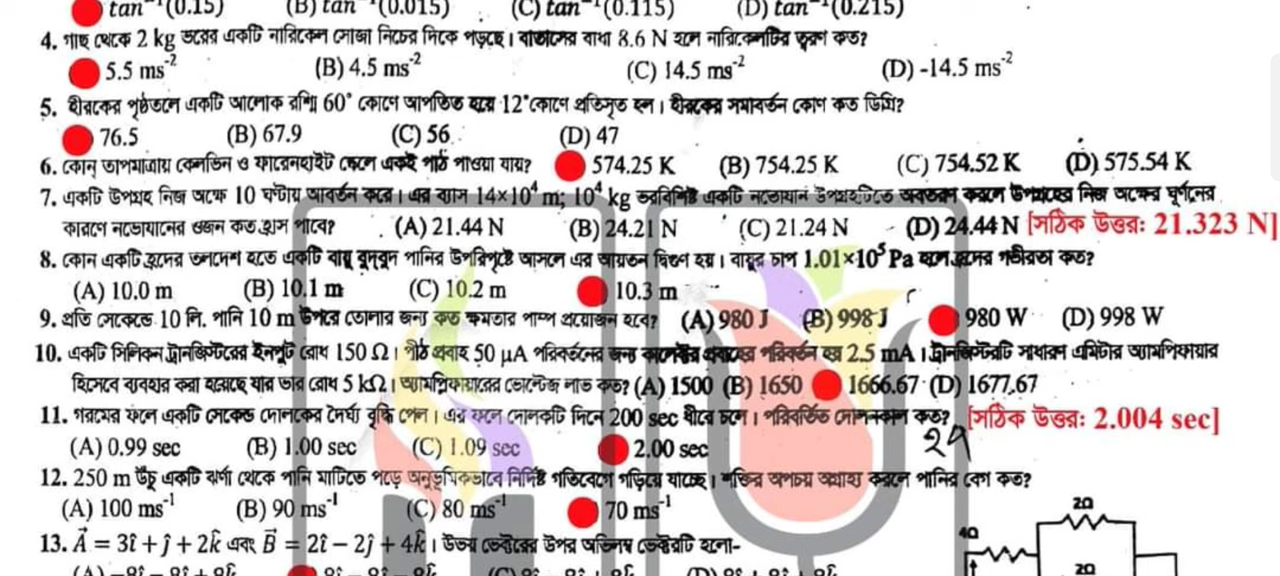 tan⁻¹(0.15) (B) tan⁻¹(0.015) (C) tan⁻¹(0.115) (D) tan⁻¹(0.215)
4. গাছ থেকে 2 kg ভরের একটি নারিকেল সোজা নিচের দিকে পড়ছে। বাতাসের বাধা 8.6 N হলে নারিকেলটির ত্বরণ কত?
5.5 ms⁻² (B) 4.5 ms⁻² (C) 14.5 ms⁻² (D) -14.5 ms⁻²
5. হীরকের পৃষ্ঠতলে একটি আলোক রশ্মি 60° কোণে আপতিত হয়ে 12° কোণে প্রতিসৃত হল। হীরকের সমাবর্তন কোণ কত ডিগ্রি?
76.5 (B) 67.9 (C) 56 (D) 47
6. কোন্ তাপমাত্রায় কেলভিন ও ফারেনহাইট স্কেলে একই পাঠ পাওয়া যায়? 574.25 K (B) 754.25 K (C) 754.52 K (D) 575.54 K
7. একটি উপগ্রহ নিজ অক্ষে 10 ঘণ্টায় আবর্তন করে। এর ব্যাস 14×10⁴ m; 10⁴ kg ভরবিশিষ্ট একটি নভোযান উপগ্রহটিতে অবতরণ করলে উপগ্রহের নিজ অক্ষের ঘূর্ণনের
কারণে নভোযানের ওজন কত হ্রাস পাবে? (A) 21.44 N (B) 24.21 N (C) 21.24 N (D) 24.44 N [সঠিক উত্তর: 21.323 N]
8. কোন একটি হ্রদের তলদেশ হতে একটি বায়ু বুদবুদ পানির উপরিপৃষ্ঠে আসলে এর আয়তন দ্বিগুণ হয়। বায়ুর চাপ 1.01×10⁵ Pa হলে হ্রদের গভীরতা কত?
(A) 10.0 m (B) 10.1 m (C) 10.2 m 10.3 m
9. প্রতি সেকেন্ডে 10 লি. পানি 10 m উপরে তোলার জন্য কত ক্ষমতার পাম্প প্রয়োজন হবে? (A) 980 J (B) 998 J 980 W (D) 998 W
10. একটি সিলিকন ট্রানজিস্টরের ইনপুট রোধ 150 Ω। পীঠ প্রবাহ 50 μA পরিবর্তনের জন্য কালেক্টর প্রবাহের পরিবর্তন হয় 2.5 mA। ট্রানজিস্টরটি সাধারণ এমিটার অ্যামপ্লিফায়ার
হিসেবে ব্যবহার করা হয়েছে যার ভার রোধ 5 kΩ। অ্যামপ্লিফায়ারের ভোল্টেজ লাভ কত? (A) 1500 (B) 1650 1666.67 (D) 1677.67
11. গরমের ফলে একটি সেকেন্ড দোলকের দৈর্ঘ্য বৃদ্ধি পেল। এর ফলে দোলকটি দিনে 200 sec ধীরে চলে। পরিবর্তিত দোলনকাল কত? [সঠিক উত্তর: 2.004 sec]
(A) 0.99 sec (B) 1.00 sec (C) 1.09 sec 2.00 sec
12. 250 m উঁচু একটি ঝর্ণা থেকে পানি মাটিতে পড়ে অনুভূমিকভাবে নির্দিষ্ট গতিবেগে গড়িয়ে যাচ্ছে। শক্তির অপচয় অগ্রাহ্য করলে পানির বেগ কত?
(A) 100 ms⁻¹ (B) 90 ms⁻¹ (C) 80 ms⁻¹ 70 ms⁻¹
2Ω
13. A⃗ = 3î + ĵ + 2k̂ এবং B⃗ = 2î − 2ĵ + 4k̂। উভয় ভেক্টরের উপর অভিলম্ব ভেক্টরটি হলো-
4Ω
2Ω